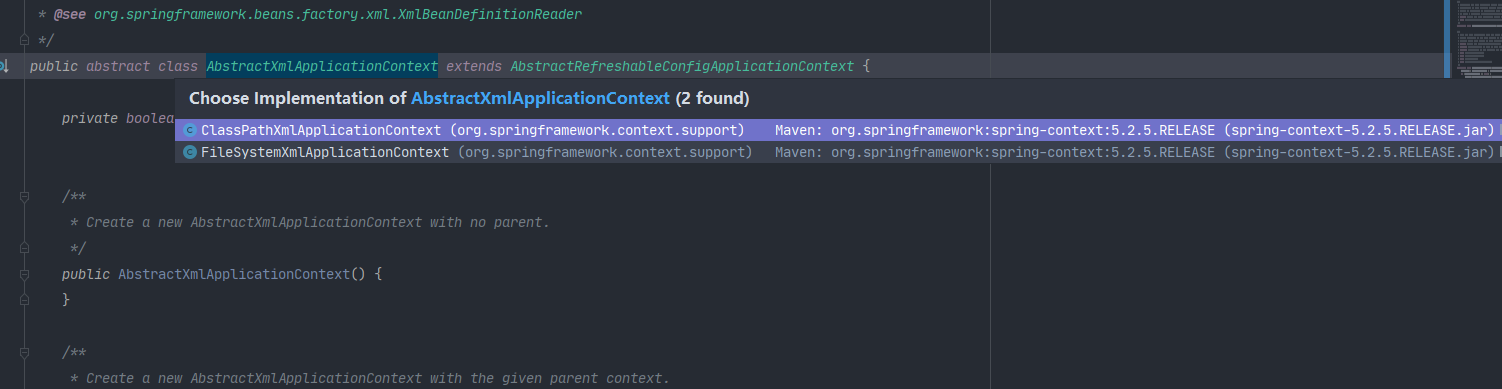 * @see org.springframework.beans.factory.xml.XmlBeanDefinitionReader
*/
public abstract class AbstractXmlApplicationContext extends AbstractRefreshableConfigApplicationContext {
Choose Implementation of AbstractXmlApplicationContext (2 found)
private boolea
ClassPathXmlApplicationContext (org.springframework.context.support) Maven: org.springframework:spring-context:5.2.5.RELEASE (spring-context-5.2.5.RELEASE.jar)
FileSystemXmlApplicationContext (org.springframework.context.support) Maven: org.springframework:spring-context:5.2.5.RELEASE (spring-context-5.2.5.RELEASE.jar)
/**
* Create a new AbstractXmlApplicationContext with no parent.
*/
public AbstractXmlApplicationContext() {
}
/**
* Create a new AbstractXmlApplicationContext with the given parent context.